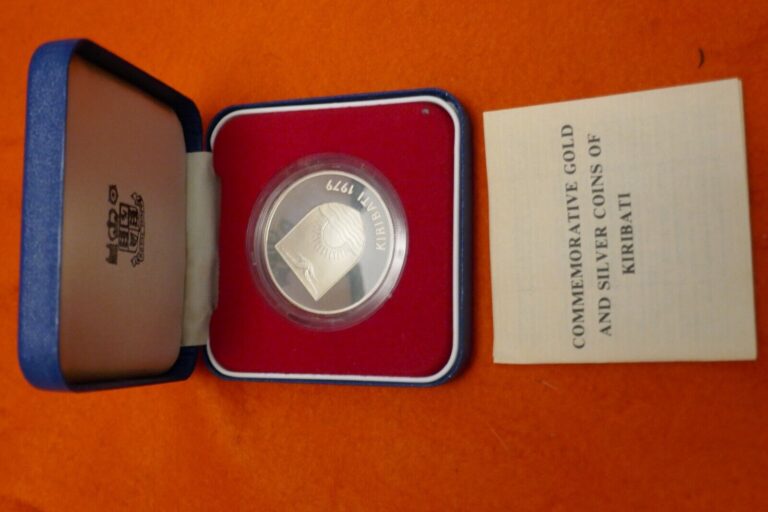 KIRIBATI 1979
COMMEMORATIVE GOLD
AND SILVER COINS OF
KIRIBATI